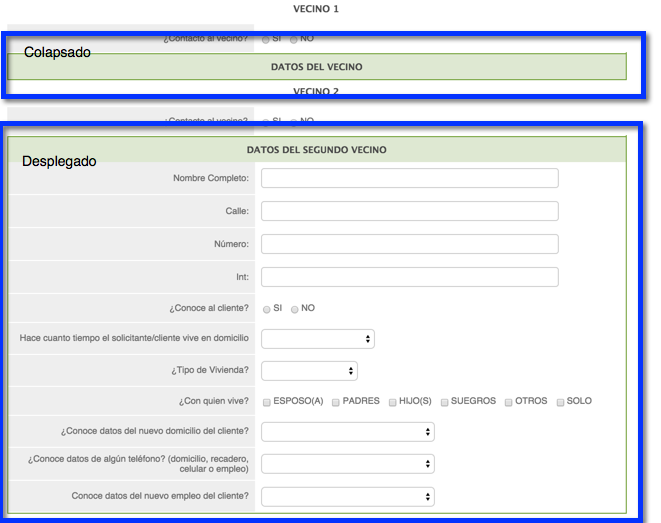 VECINO 1
¿Contacto al vecino? SI NO
Colapsado
DATOS DEL VECINO
VECINO 2
¿Contacto al vecino? SI NO
DATOS DEL SEGUNDO VECINO
Desplegado
Nombre Completo:
Calle:
Número:
Int:
¿Conoce al cliente? SI NO
Hace cuanto tiempo el solicitante/cliente vive en domicilio
¿Tipo de Vivienda?
¿Con quien vive? ESPOSO(A) PADRES HIJO(S) SUEGROS OTROS SOLO
¿Conoce datos del nuevo domicilio del cliente?
¿Conoce datos de algún teléfono? (domicilio, recadero,
celular o empleo)
Conoce datos del nuevo empleo del cliente?